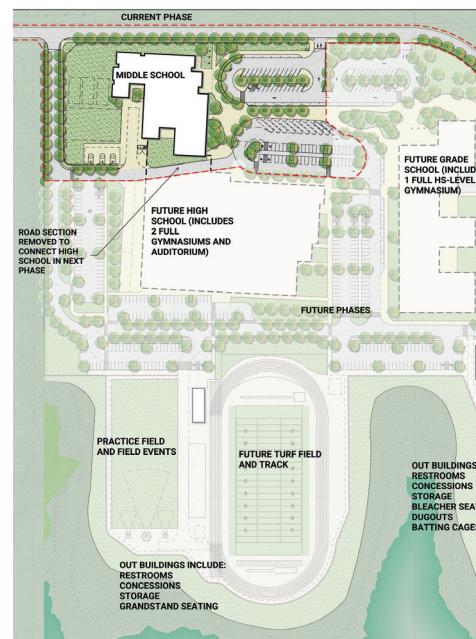 CURRENT PHASE
MIDDLE SCHOOL
FUTURE GRADE
SCHOOL (INCLUD
1 FULL HS-LEVEL
GYMNASIUM)
FUTURE HIGH
SCHOOL (INCLUDES
2 FULL
GYMNASIUMS AND
AUDITORIUM)
ROAD SECTION
REMOVED TO
CONNECT HIGH
SCHOOL IN NEXT
PHASE
FUTURE PHASES
PRACTICE FIELD
AND FIELD EVENTS
FUTURE TURF FIELD
AND TRACK
OUT BUILDINGS
RESTROOMS
CONCESSIONS
STORAGE
BLEACHER SEA
DUGOUTS
BATTING CAGE
OUT BUILDINGS INCLUDE:
RESTROOMS
CONCESSIONS
STORAGE
GRANDSTAND SEATING